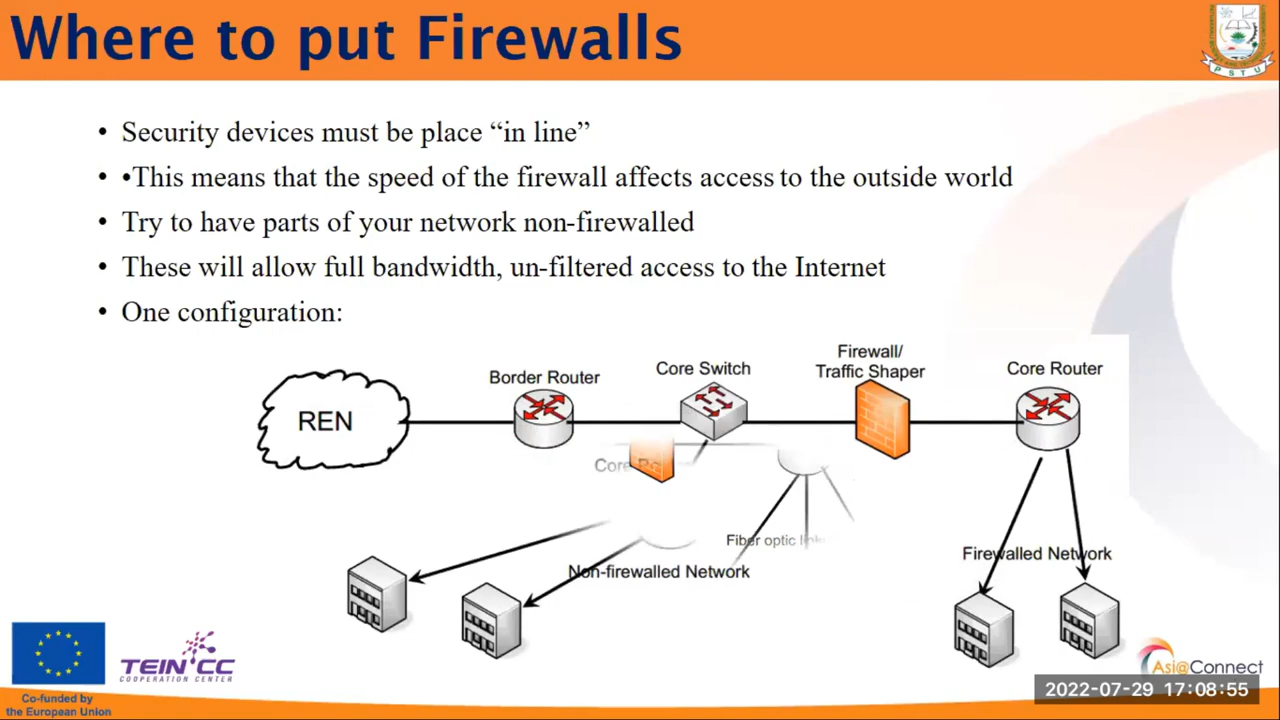 Where to put Firewalls
PSTU
• Security devices must be place “in line”
• •This means that the speed of the firewall affects access to the outside world
• Try to have parts of your network non-firewalled
• These will allow full bandwidth, un-filtered access to the Internet
• One configuration:
Firewall/
Traffic Shaper
Border Router
Core Switch
Core Router
REN
Core
Fiber optic
Non-firewalled Network
Firewalled Network
TEIN*CC
COOPERATION CENTER
Asi@Connect
Co-funded by
the European Union
2022-07-29 17:08:55